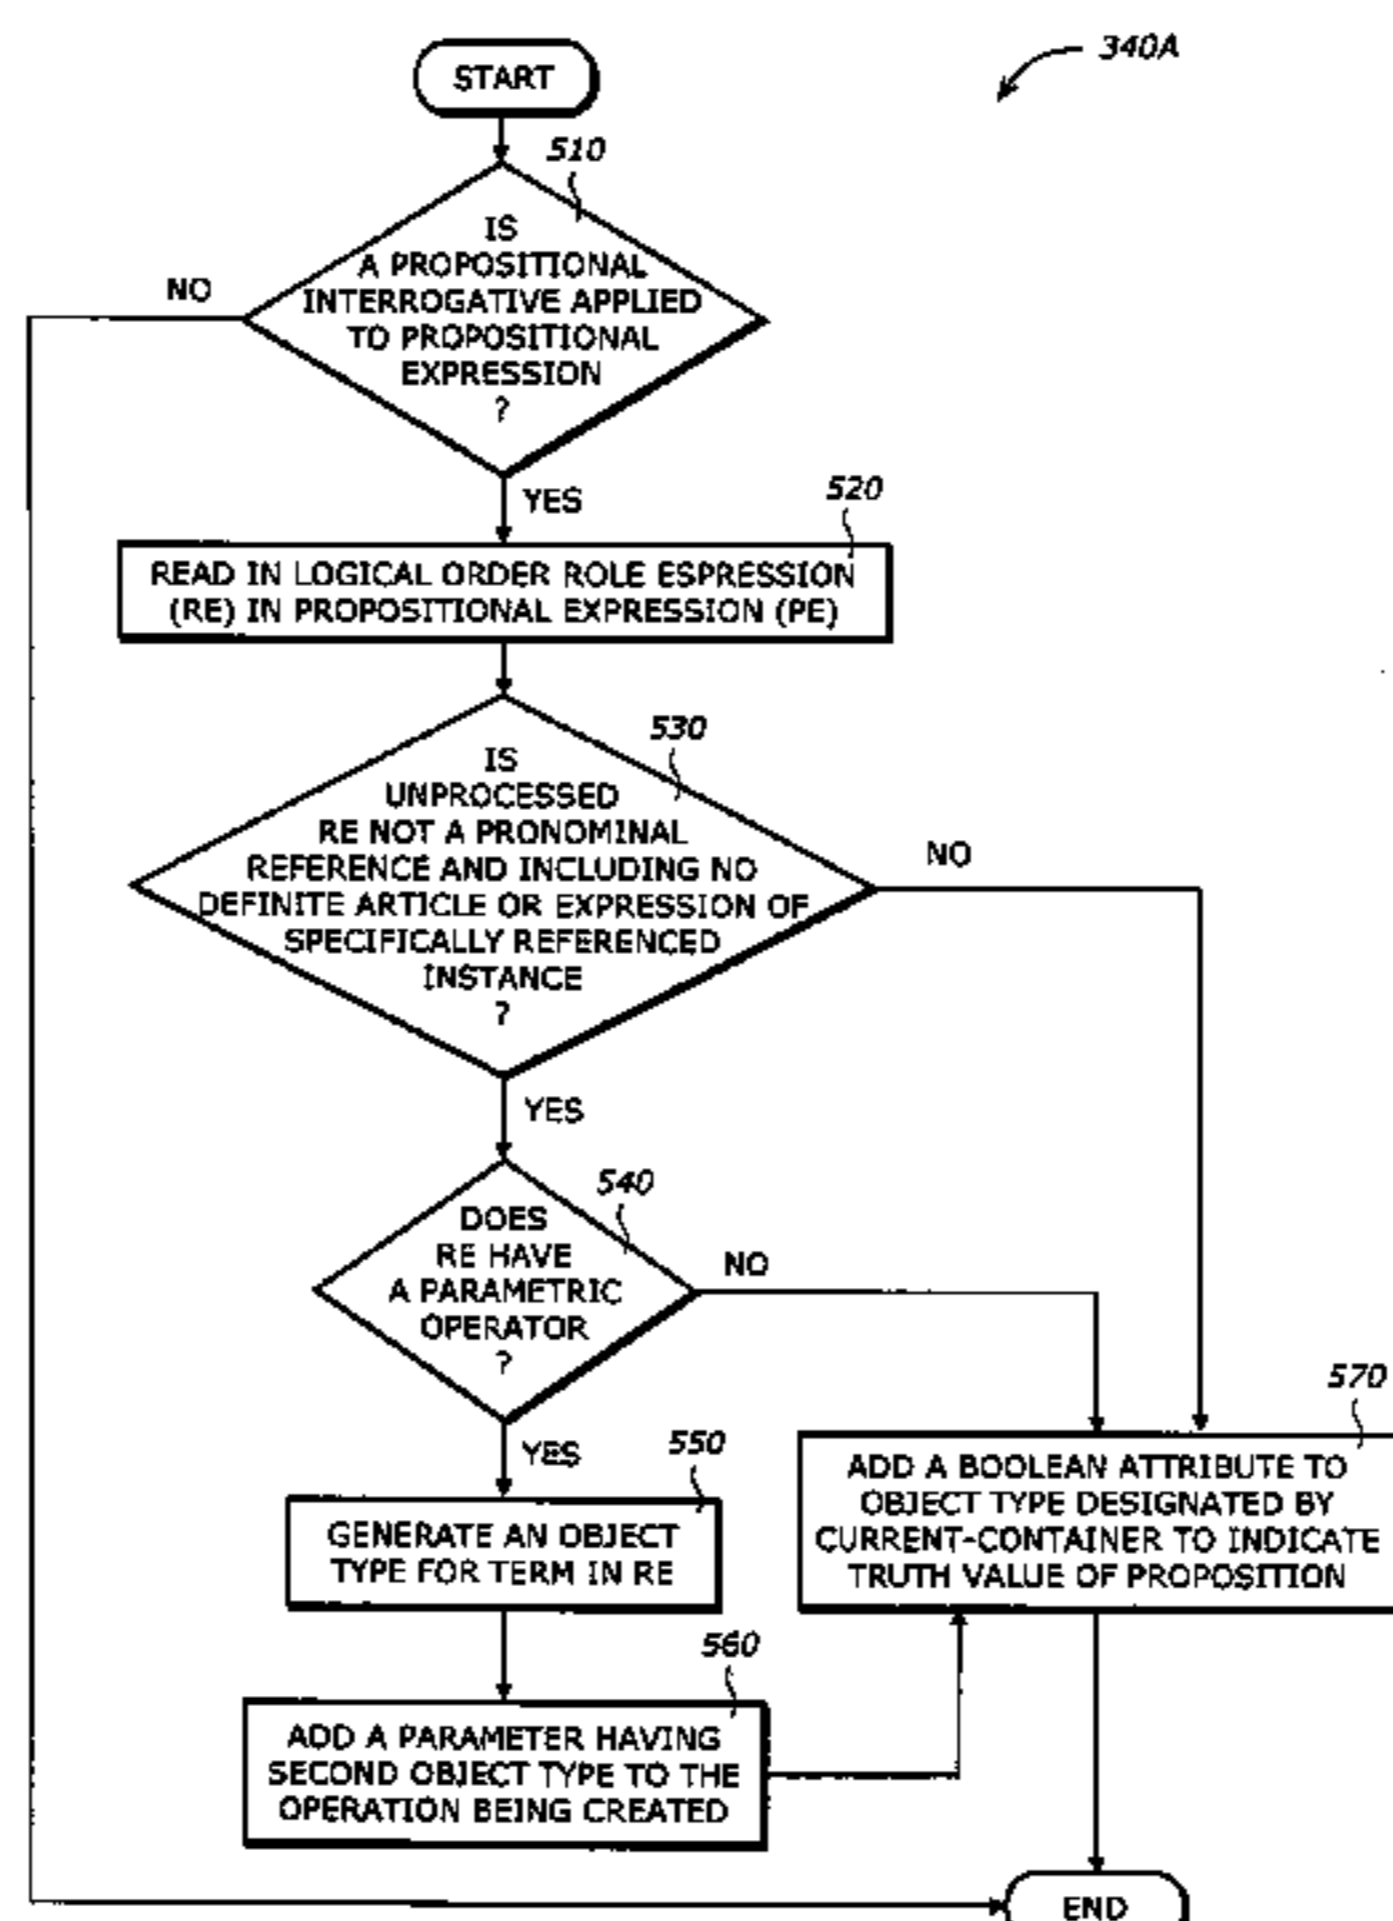 340A
START
510
IS
A PROPOSITIONAL
INTERROGATIVE APPLIED
TO PROPOSITIONAL
EXPRESSION
?
NO
YES
520
READ IN LOGICAL ORDER ROLE ESPRESSION
(RE) IN PROPOSITIONAL EXPRESSION (PE)
530
IS
UNPROCESSED
RE NOT A PRONOMINAL
REFERENCE AND INCLUDING NO
DEFINITE ARTICLE OR EXPRESSION OF
SPECIFICALLY REFERENCED
INSTANCE
?
NO
YES
540
DOES
RE HAVE
A PARAMETRIC
OPERATOR
?
NO
YES
550
GENERATE AN OBJECT
TYPE FOR TERM IN RE
560
ADD A PARAMETER HAVING
SECOND OBJECT TYPE TO THE
OPERATION BEING CREATED
570
ADD A BOOLEAN ATTRIBUTE TO
OBJECT TYPE DESIGNATED BY
CURRENT-CONTAINER TO INDICATE
TRUTH VALUE OF PROPOSITION
END